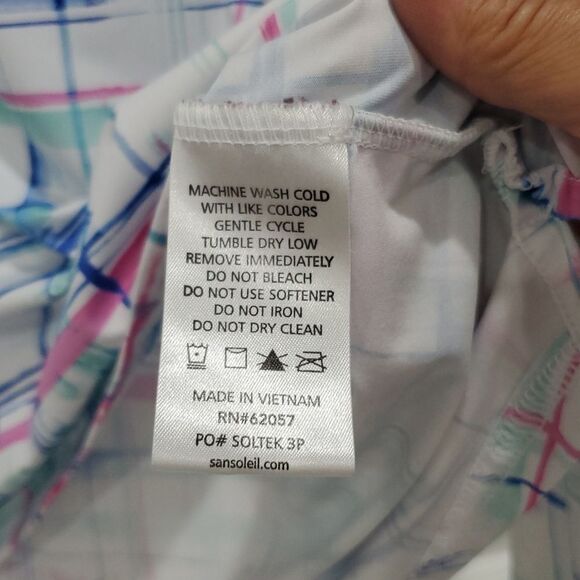 MACHINE WASH COLD
WITH LIKE COLORS
GENTLE CYCLE
TUMBLE DRY LOW
REMOVE IMMEDIATELY
DO NOT BLEACH
DO NOT USE SOFTENER
DO NOT IRON
DO NOT DRY CLEAN
MADE IN VIETNAM
RN#62057
PO# SOLTEK 3P
sansoleil.com